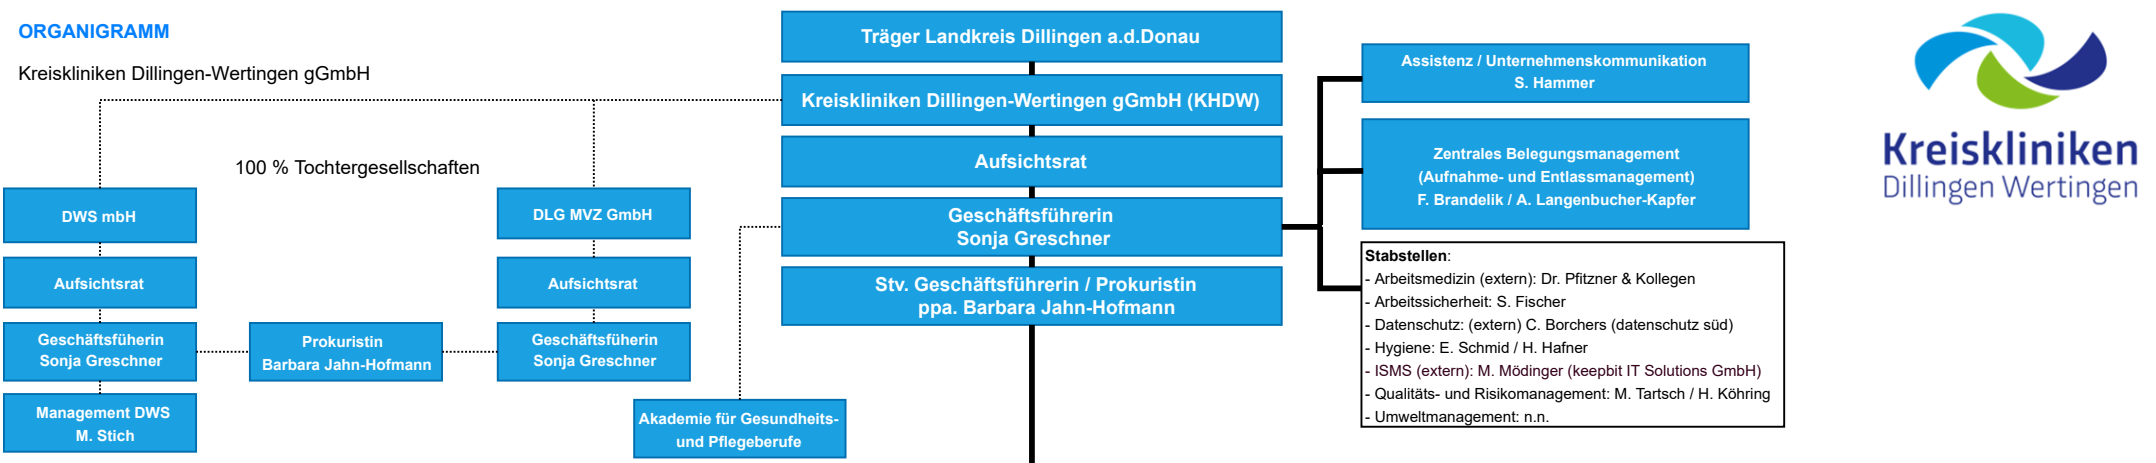 ORGANIGRAMM
Kreiskliniken Dillingen-Wertingen gGmbH
100 % Tochtergesellschaften
DWS mbH
Aufsichtsrat
Geschäftsführerin
Sonja Greschner
Management DWS
M. Stich
Prokuristin
Barbara Jahn-Hofmann
DLG MVZ GmbH
Aufsichtsrat
Geschäftsführerin
Sonja Greschner
Träger Landkreis Dillingen a.d.Donau
Kreiskliniken Dillingen-Wertingen gGmbH (KHDW)
Aufsichtsrat
Geschäftsführerin
Sonja Greschner
Stv. Geschäftsführerin / Prokuristin
ppa. Barbara Jahn-Hofmann
Akademie für Gesundheits-
und Pflegeberufe
Assistenz / Unternehmenskommunikation
S. Hammer
Zentrales Belegungsmanagement
(Aufnahme- und Entlassmanagement)
F. Brandelik / A. Langenbucher-Kapfer
Stabstellen:
- Arbeitsmedizin (extern): Dr. Pfitzner & Kollegen
- Arbeitssicherheit: S. Fischer
- Datenschutz: (extern) C. Borchers (datenschutz süd)
- Hygiene: E. Schmid / H. Hafner
- ISMS (extern): M. Mödinger (keepbit IT Solutions GmbH)
- Qualitäts- und Risikomanagement: M. Tartsch / H. Köhring
- Umweltmanagement: n.n.
Kreiskliniken
Dillingen Wertingen